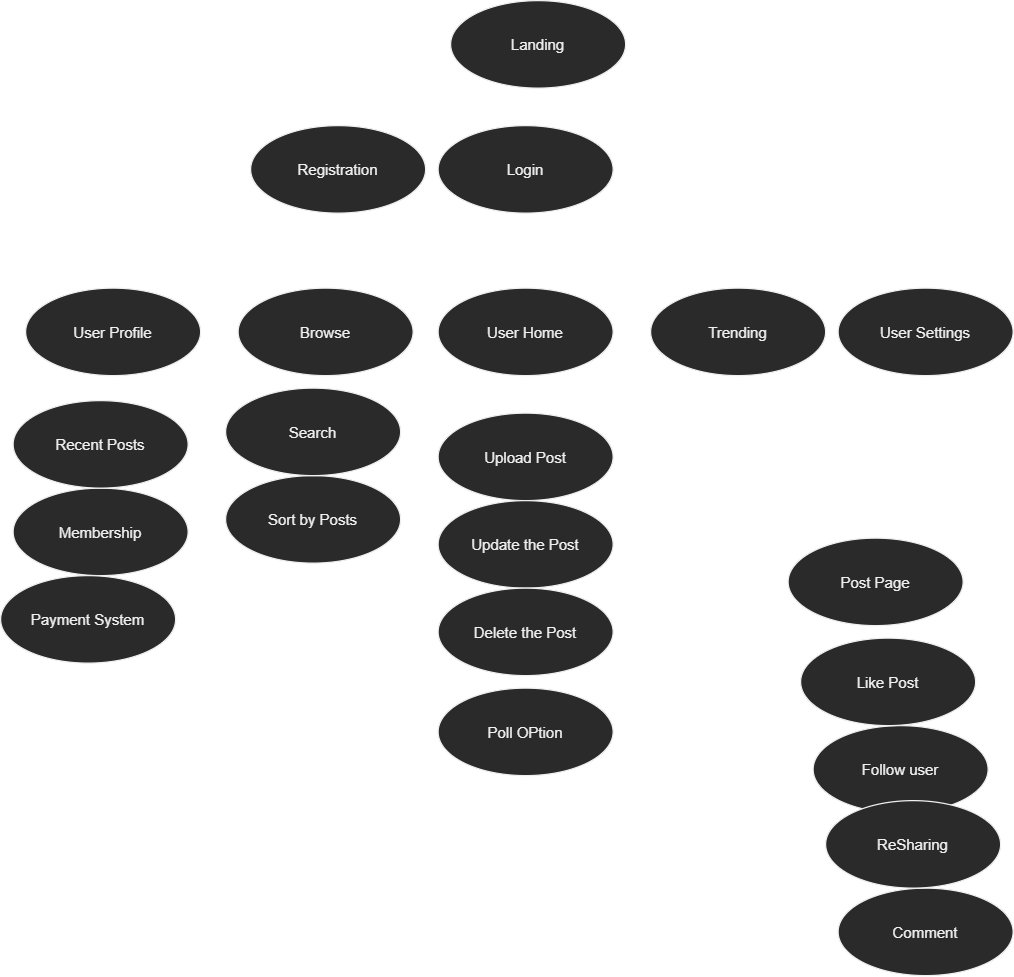 Landing
Registration
Login
User Profile
Browse
User Home
Trending
User Settings
Recent Posts
Membership
Payment System
Search
Sort by Posts
Upload Post
Update the Post
Delete the Post
Poll OPtion
Post Page
Like Post
Follow user
ReSharing
Comment